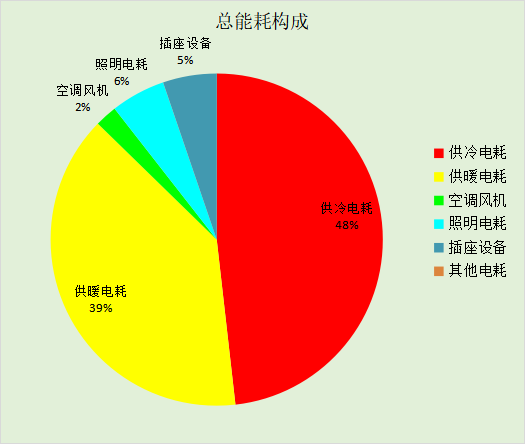 总能耗构成
插座设备
5%
照明电耗
6%
空调风机
2%
供冷电耗
48%
供暖电耗
39%
供冷电耗
供暖电耗
空调风机
照明电耗
插座设备
其他电耗